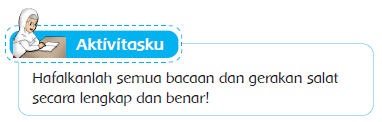 Aktivitasku
Hafalkanlah semua bacaan dan gerakan salat
secara lengkap dan benar!